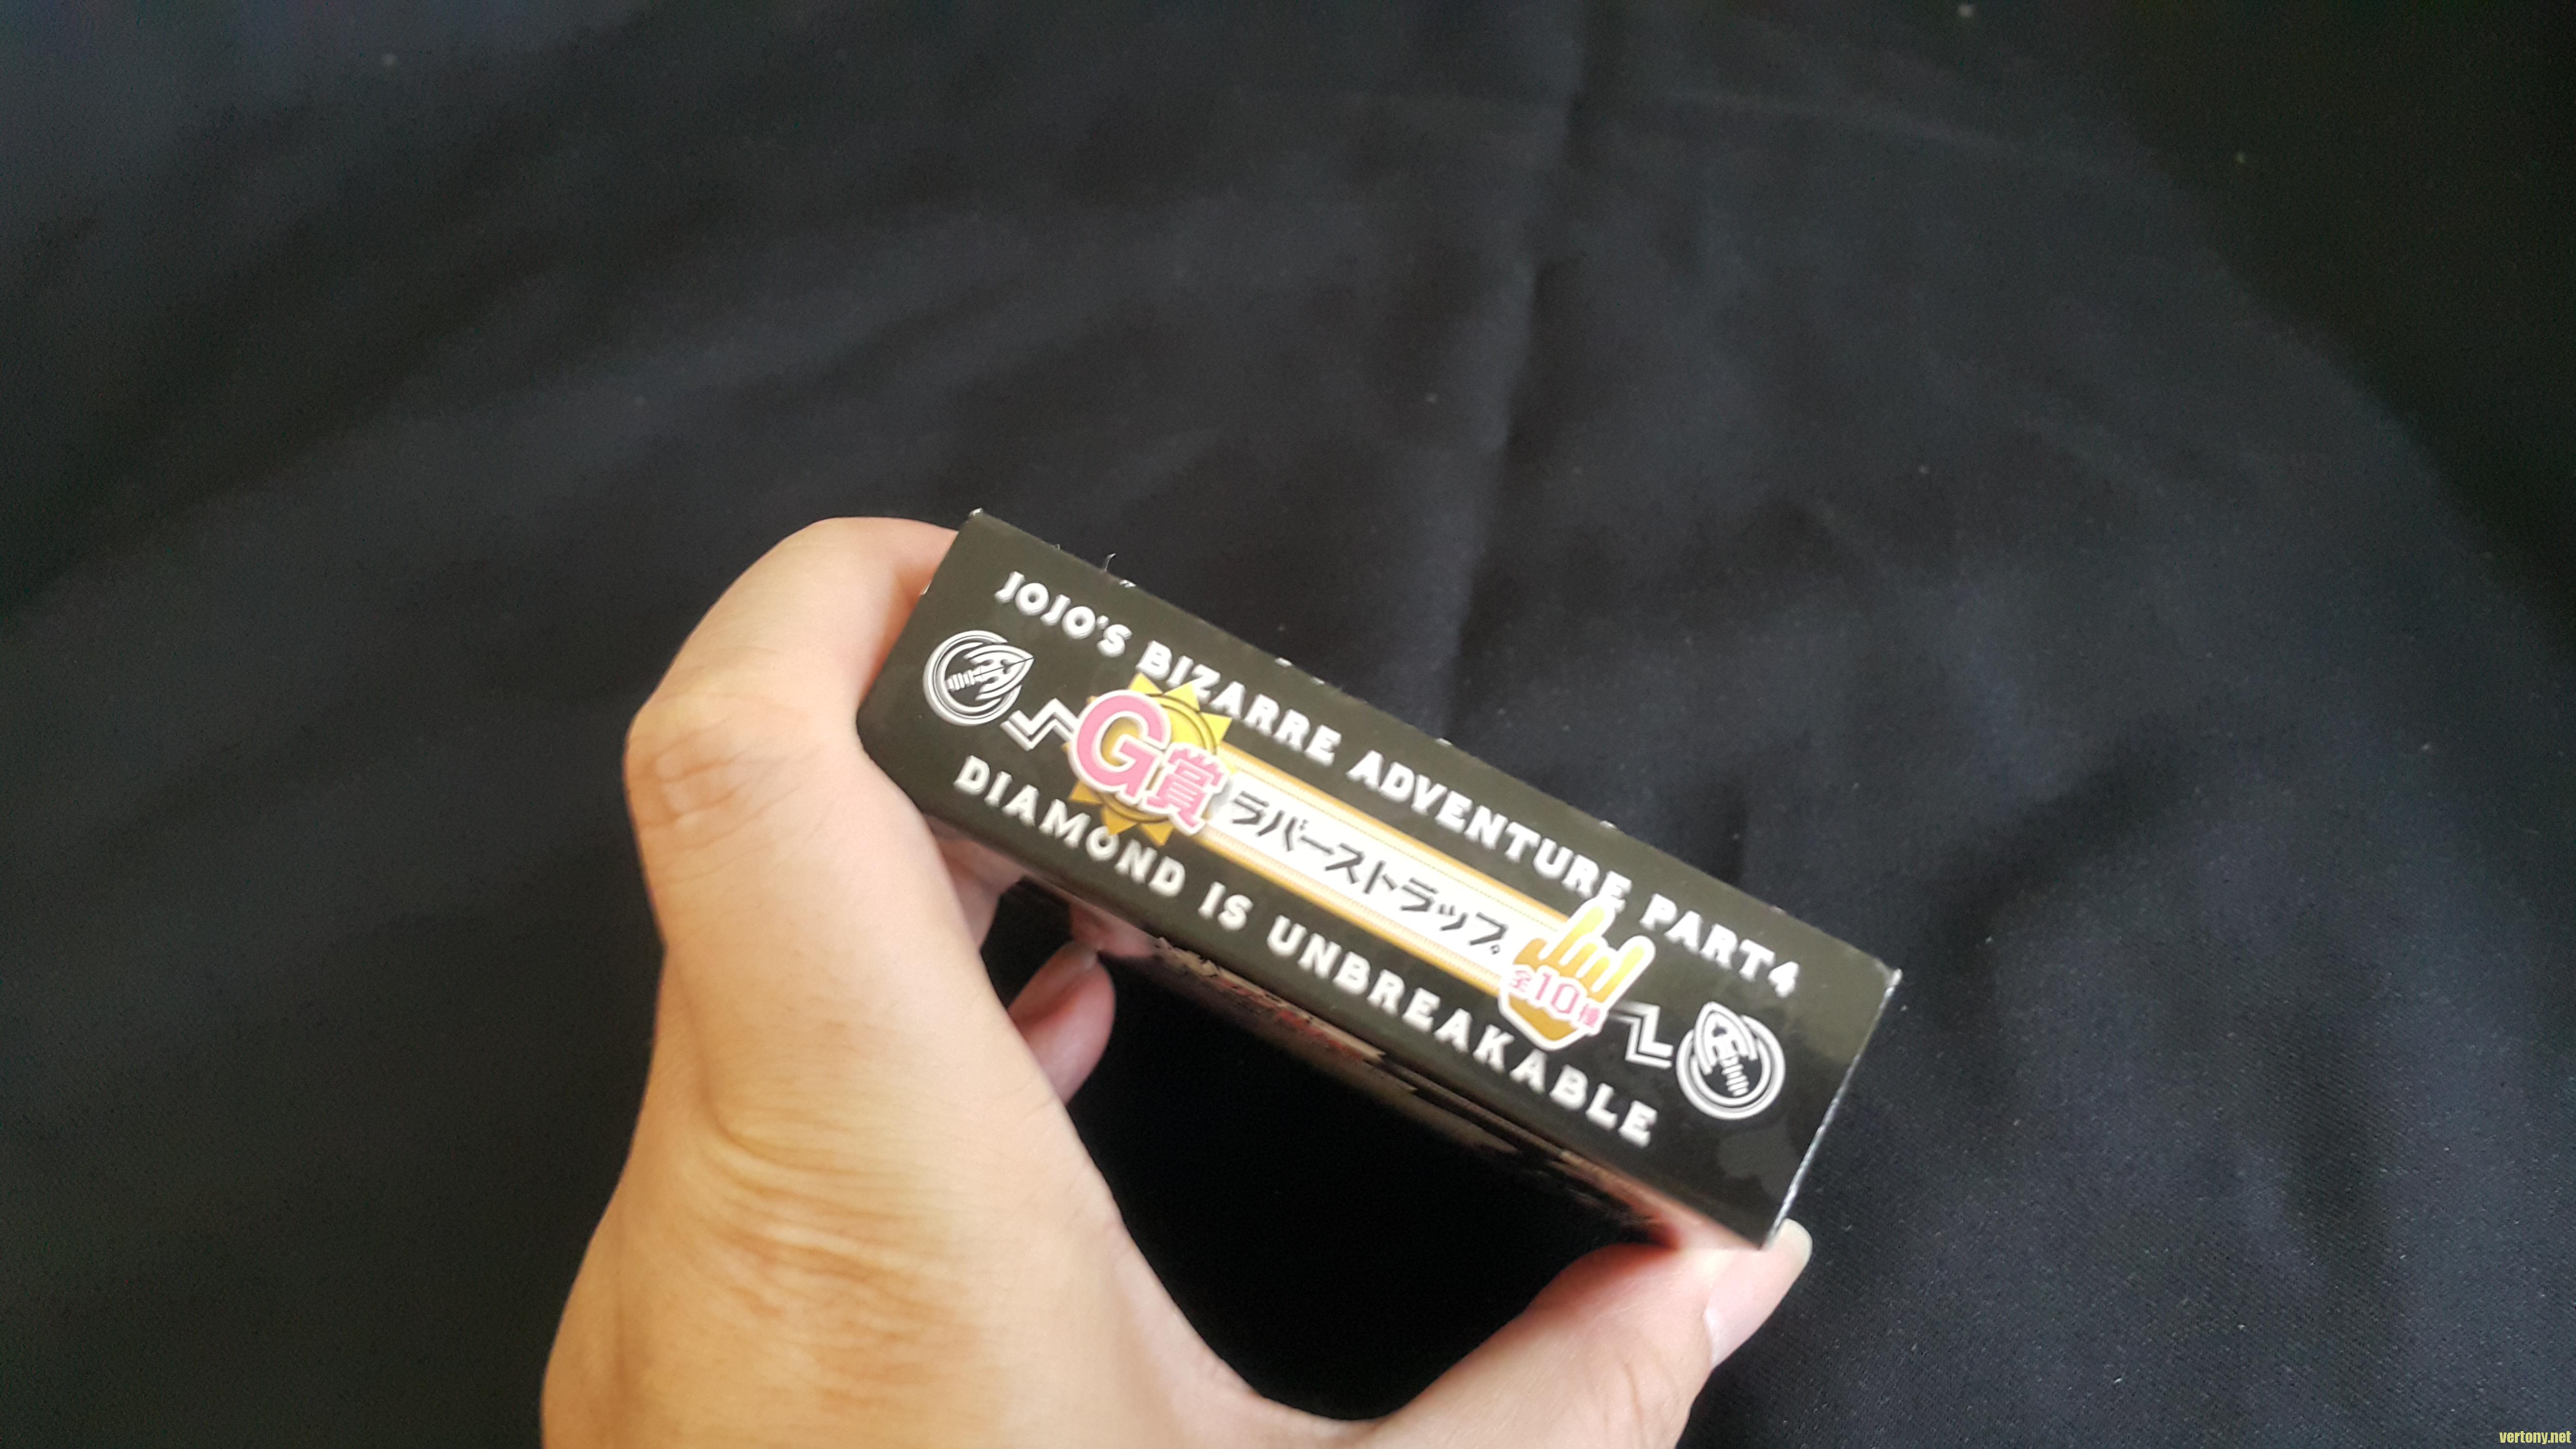 JOJO'S BIZARRE ADVENTURE PART4
G賞 ラバーストラップ
全10種
DIAMOND IS UNBREAKABLE
vertony.net